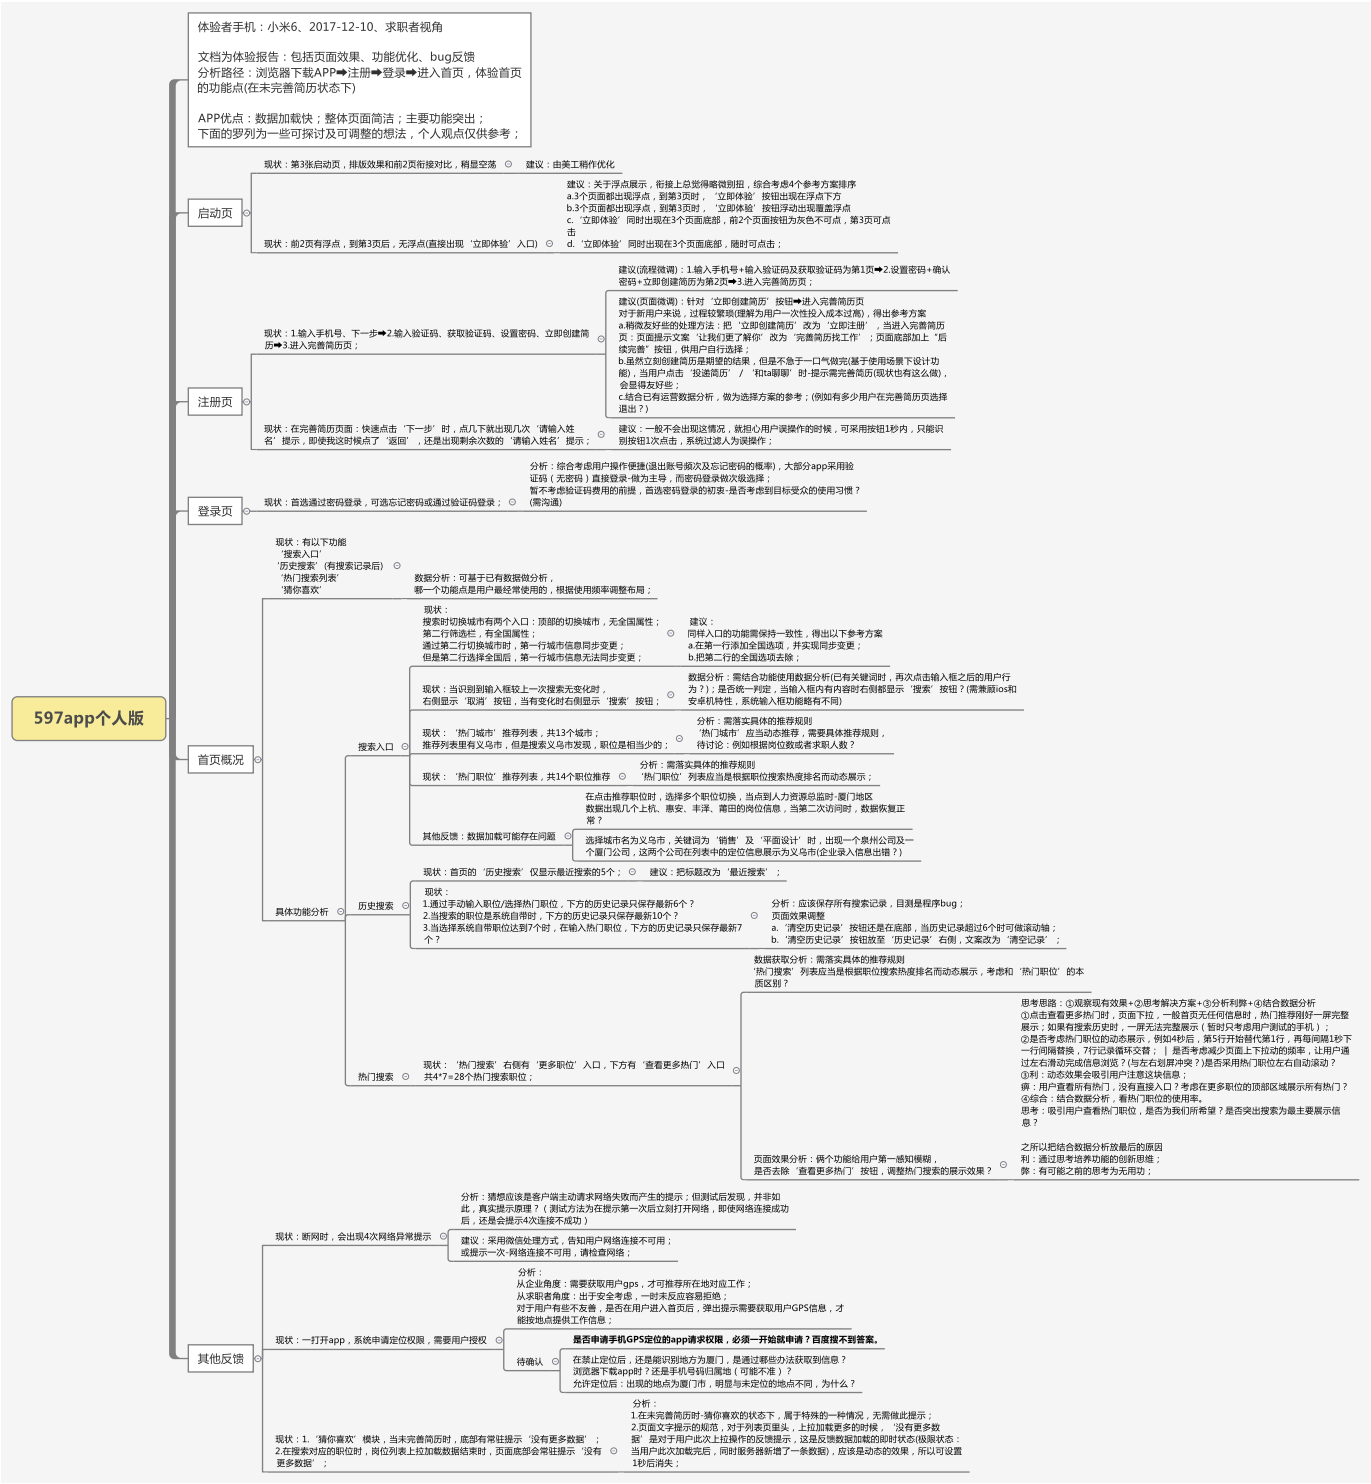 体验者手机：小米6、2017-12-10、求职者视角
文档为体验报告：包括页面效果、功能优化、bug反馈
分析路径：浏览器下载APP➡注册➡登录➡进入首页，体验首页
的功能点(在未完善简历状态下)
APP优点：数据加载快；整体页面简洁；主要功能突出；
下面的罗列为一些可探讨及可调整的想法，个人观点仅供参考；
启动页
现状：第3张启动页，排版效果和前2页衔接对比，稍显空荡
建议：由美工稍作优化
现状：前2页有浮点，到第3页后，无浮点(直接出现‘立即体验’入口)
建议：关于浮点展示，衔接上总觉得略微别扭，综合考虑4个参考方案排序
a.3个页面都出现浮点，到第3页时，‘立即体验’按钮出现在浮点下方
b.3个页面都出现浮点，到第3页时，‘立即体验’按钮浮动出现覆盖浮点
c.‘立即体验’同时出现在3个页面底部，前2个页面按钮为灰色不可点，第3页可点
击
d.‘立即体验’同时出现在3个页面底部，随时可点击；
注册页
现状：1.输入手机号、下一步➡2.输入验证码、获取验证码、设置密码、立即创建简
历➡3.进入完善简历页；
建议(流程微调)：1.输入手机号+输入验证码及获取验证码为第1页➡2.设置密码+确认
密码+立即创建简历为第2页➡3.进入完善简历页；
建议(页面微调)：针对‘立即创建简历’按钮➡进入完善简历页
对于新用户来说，过程较繁琐(理解为用户一次性投入成本过高)，得出参考方案
a.稍微友好些的处理方法：把‘立即创建简历’改为‘立即注册’，当进入完善简历
页：页面提示文案‘让我们更了解你’改为‘完善简历找工作’；页面底部加上“后
续完善”按钮，供用户自行选择；
b.虽然立刻创建简历是期望的结果，但是不急于一口气做完(基于使用场景下设计功
能)，当用户点击‘投递简历’/‘和ta聊聊’时-提示需完善简历(现状也有这么做)，
会显得友好些；
c.结合已有运营数据分析，做为选择方案的参考；(例如有多少用户在完善简历页选择
退出？)
现状：在完善简历页面：快速点击‘下一步’时，点几下就出现几次‘请输入姓
名’提示，即使我这时候点了‘返回’，还是出现剩余次数的‘请输入姓名’提示；
建议：一般不会出现这情况，就担心用户误操作的时候，可采用按钮1秒内，只能识
别按钮1次点击，系统过滤人为误操作；
登录页
现状：首选通过密码登录，可选忘记密码或通过验证码登录；
分析：综合考虑用户操作便捷(退出账号频次及忘记密码的概率)，大部分app采用验
证码（无密码）直接登录-做为主导，而密码登录做次级选择；
暂不考虑验证码费用的前提，首选密码登录的初衷-是否考虑到目标受众的使用习惯？
(需沟通)
597app个人版
首页概况
现状：有以下功能
‘搜索入口’
‘历史搜索’(有搜索记录后)
‘热门搜索列表’
‘猜你喜欢’
数据分析：可基于已有数据做分析，
哪一个功能点是用户最经常使用的，根据使用频率调整布局；
具体功能分析
搜索入口
现状：
搜索时切换城市有两个入口：顶部的切换城市，无全国属性；
第二行筛选栏，有全国属性；
通过第二行切换城市时，第一行城市信息同步变更；
但是第二行选择全国后，第一行城市信息无法同步变更；
建议：
同样入口的功能需保持一致性，得出以下参考方案
a.在第一行添加全国选项，并实现同步变更；
b.把第二行的全国选项去除；
现状：当识别到输入框较上一次搜索无变化时，
右侧显示‘取消’按钮，当有变化时右侧显示‘搜索’按钮；
数据分析：需结合功能使用数据分析(已有关键词时，再次点击输入框之后的用户行
为？)；是否统一判定，当输入框内有内容时右侧都显示‘搜索’按钮？(需兼顾ios和
安卓机特性，系统输入框功能略有不同)
现状：‘热门城市’推荐列表，共13个城市；
推荐列表里有义乌市，但是搜索义乌市发现，职位是相当少的；
分析：需落实具体的推荐规则
‘热门城市’应当动态推荐，需要具体推荐规则，
待讨论：例如根据岗位数或者求职人数？
现状：‘热门职位’推荐列表，共14个职位推荐
分析：需落实具体的推荐规则
‘热门职位’列表应当是根据职位搜索热度排名而动态展示；
其他反馈：数据加载可能存在问题
在点击推荐职位时，选择多个职位切换，当点到人力资源总监时-厦门地区
数据出现几个上杭、惠安、丰泽、莆田的岗位信息，当第二次访问时，数据恢复正
常？
选择城市名为义乌市，关键词为‘销售’及‘平面设计’时，出现一个泉州公司及一
个厦门公司，这两个公司在列表中的定位信息展示为义乌市(企业录入信息出错？)
历史搜索
现状：首页的‘历史搜索’仅显示最近搜索的5个；
建议：把标题改为‘最近搜索’；
现状：
1.通过手动输入职位/选择热门职位，下方的历史记录只保存最新6个？
2.当搜索的职位是系统自带时，下方的历史记录只保存最新10个？
3.当选择系统自带职位达到7个时，在输入热门职位，下方的历史记录只保存最新7
个？
分析：应该保存所有搜索记录，目测是程序bug；
页面效果调整
a.‘清空历史记录’按钮还是在底部，当历史记录超过6个时可做滚动轴；
b.‘清空历史记录’按钮放至‘历史记录’右侧，文案改为‘清空记录’；
热门搜索
现状：‘热门搜索’右侧有‘更多职位’入口，下方有‘查看更多热门’入口
共4*7=28个热门搜索职位；
数据获取分析：需落实具体的推荐规则
‘热门搜索’列表应当是根据职位搜索热度排名而动态展示，考虑和‘热门职位’的本
质区别？
页面效果分析：俩个功能给用户第一感知模糊，
是否去除‘查看更多热门’按钮，调整热门搜索的展示效果？
思考思路：①观察现有效果+②思考解决方案+③分析利弊+④结合数据分析
①点击查看更多热门时，页面下拉，一般首页无任何信息时，热门推荐刚好一屏完整
展示；如果有搜索历史时，一屏无法完整展示（暂时只考虑用户测试的手机）；
②是否考虑热门职位的动态展示，例如4秒后，第5行开始替代第1行，再每间隔1秒下
一行间隔替换，7行记录循环交替；｜是否考虑减少页面上下拉动的频率，让用户通
过左右滑动完成信息浏览？(与左右划屏冲突？)是否采用热门职位左右自动滚动？
③利：动态效果会吸引用户注意这块信息；
痹：用户查看所有热门，没有直接入口？考虑在更多职位的顶部区域展示所有热门？
④综合：结合数据分析，看热门职位的使用率。
思考：吸引用户查看热门职位，是否为我们所希望？是否突出搜索为最主要展示信
息？
之所以把结合数据分析放最后的原因
利：通过思考培养功能的创新思维；
弊：有可能之前的思考为无用功；
其他反馈
现状：断网时，会出现4次网络异常提示
分析：猜想应该是客户端主动请求网络失败而产生的提示；但测试后发现，并非如
此，真实提示原理？（测试方法为在提示第一次后立刻打开网络，即使网络连接成功
后，还是会提示4次连接不成功）
建议：采用微信处理方式，告知用户网络连接不可用；
或提示一次-网络连接不可用，请检查网络；
现状：一打开app，系统申请定位权限，需要用户授权
分析：
从企业角度：需要获取用户gps，才可推荐所在地对应工作；
从求职者角度：出于安全考虑，一时未反应容易拒绝；
对于用户有些不友善，是否在用户进入首页后，弹出提示需要获取用户GPS信息，才
能按地点提供工作信息；
待确认
是否申请手机GPS定位的app请求权限，必须一开始就申请？百度搜不到答案。
在禁止定位后，还是能识别地方为厦门，是通过哪些办法获取到信息？
浏览器下载app时？还是手机号码归属地（可能不准）？
允许定位后：出现的地点为厦门市，明显与未定位的地点不同，为什么？
现状：1.‘猜你喜欢’模块，当未完善简历时，底部有常驻提示‘没有更多数据’；
2.在搜索对应的职位时，岗位列表上拉加载数据结束时，页面底部会常驻提示‘没有
更多数据’；
分析：
1.在未完善简历时-猜你喜欢的状态下，属于特殊的一种情况，无需做此提示；
2.页面文字提示的规范，对于列表页里头，上拉加载更多的时候，‘没有更多数
据’是对于用户此次上拉操作的反馈提示，这是反馈数据加载的即时状态(极限状态：
当用户此次加载完后，同时服务器新增了一条数据)，应该是动态的效果，所以可设置
1秒后消失；